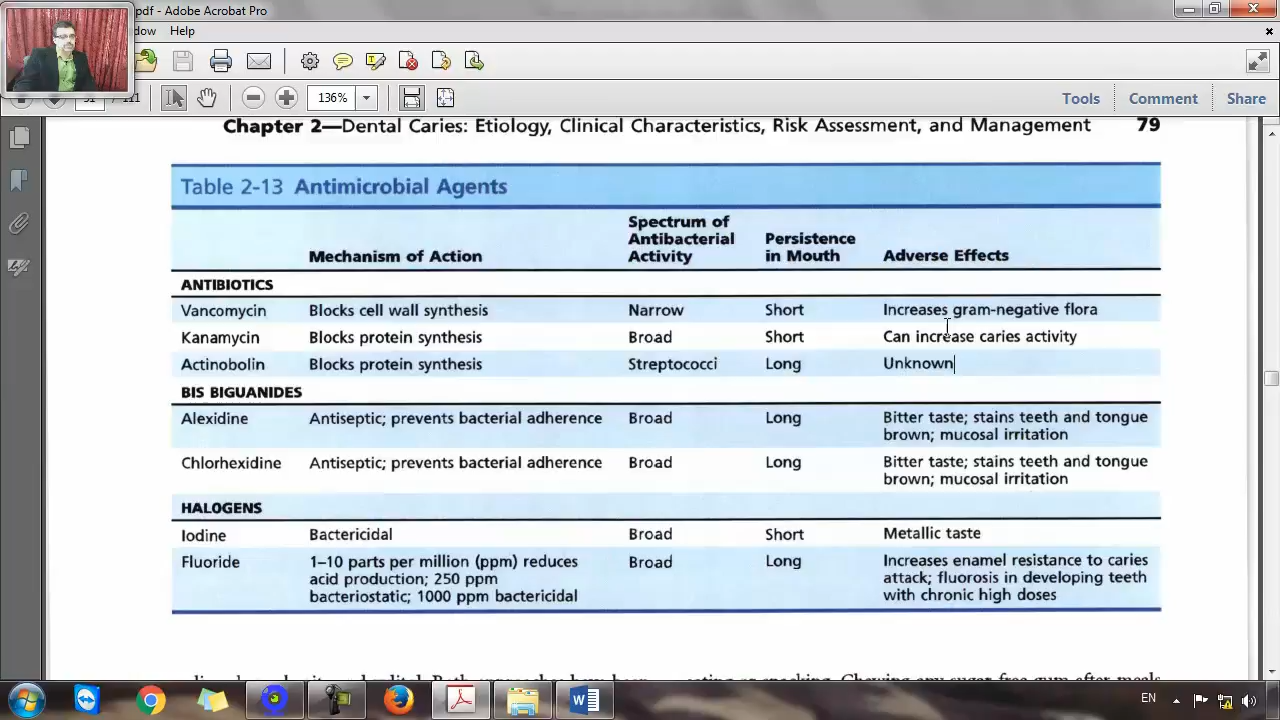 pdf - Adobe Acrobat Pro
dow Help
136%
Tools Comment Share
Chapter 2—Dental Caries: Etiology, Clinical Characteristics, Risk Assessment, and Management 79
Table 2-13 Antimicrobial Agents
Mechanism of Action Spectrum of Antibacterial Activity Persistence in Mouth Adverse Effects
ANTIBIOTICS
Vancomycin Blocks cell wall synthesis Narrow Short Increases gram-negative flora
Kanamycin Blocks protein synthesis Broad Short Can increase caries activity
Actinobolin Blocks protein synthesis Streptococci Long Unknown
BIS BIGUANIDES
Alexidine Antiseptic; prevents bacterial adherence Broad Long Bitter taste; stains teeth and tongue
brown; mucosal irritation
Chlorhexidine Antiseptic; prevents bacterial adherence Broad Long Bitter taste; stains teeth and tongue
brown; mucosal irritation
HALOGENS
Iodine Bactericidal Broad Short Metallic taste
Fluoride 1–10 parts per million (ppm) reduces Broad Long Increases enamel resistance to caries
acid production; 250 ppm attack; fluorosis in developing teeth
bacteriostatic; 1000 ppm bactericidal with chronic high doses
EN